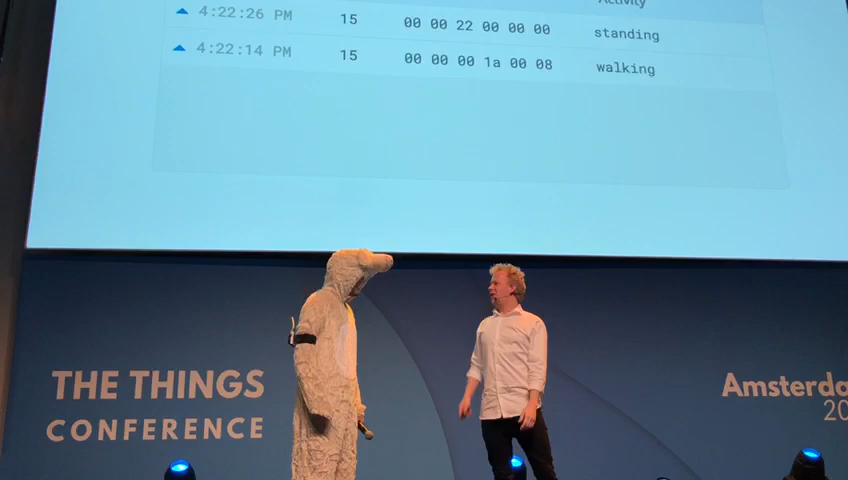 Activity
4:22:26 PM 15 00 00 22 00 00 00 standing
4:22:14 PM 15 00 00 00 1a 00 08 walking
THE THINGS
CONFERENCE
Amsterda
20